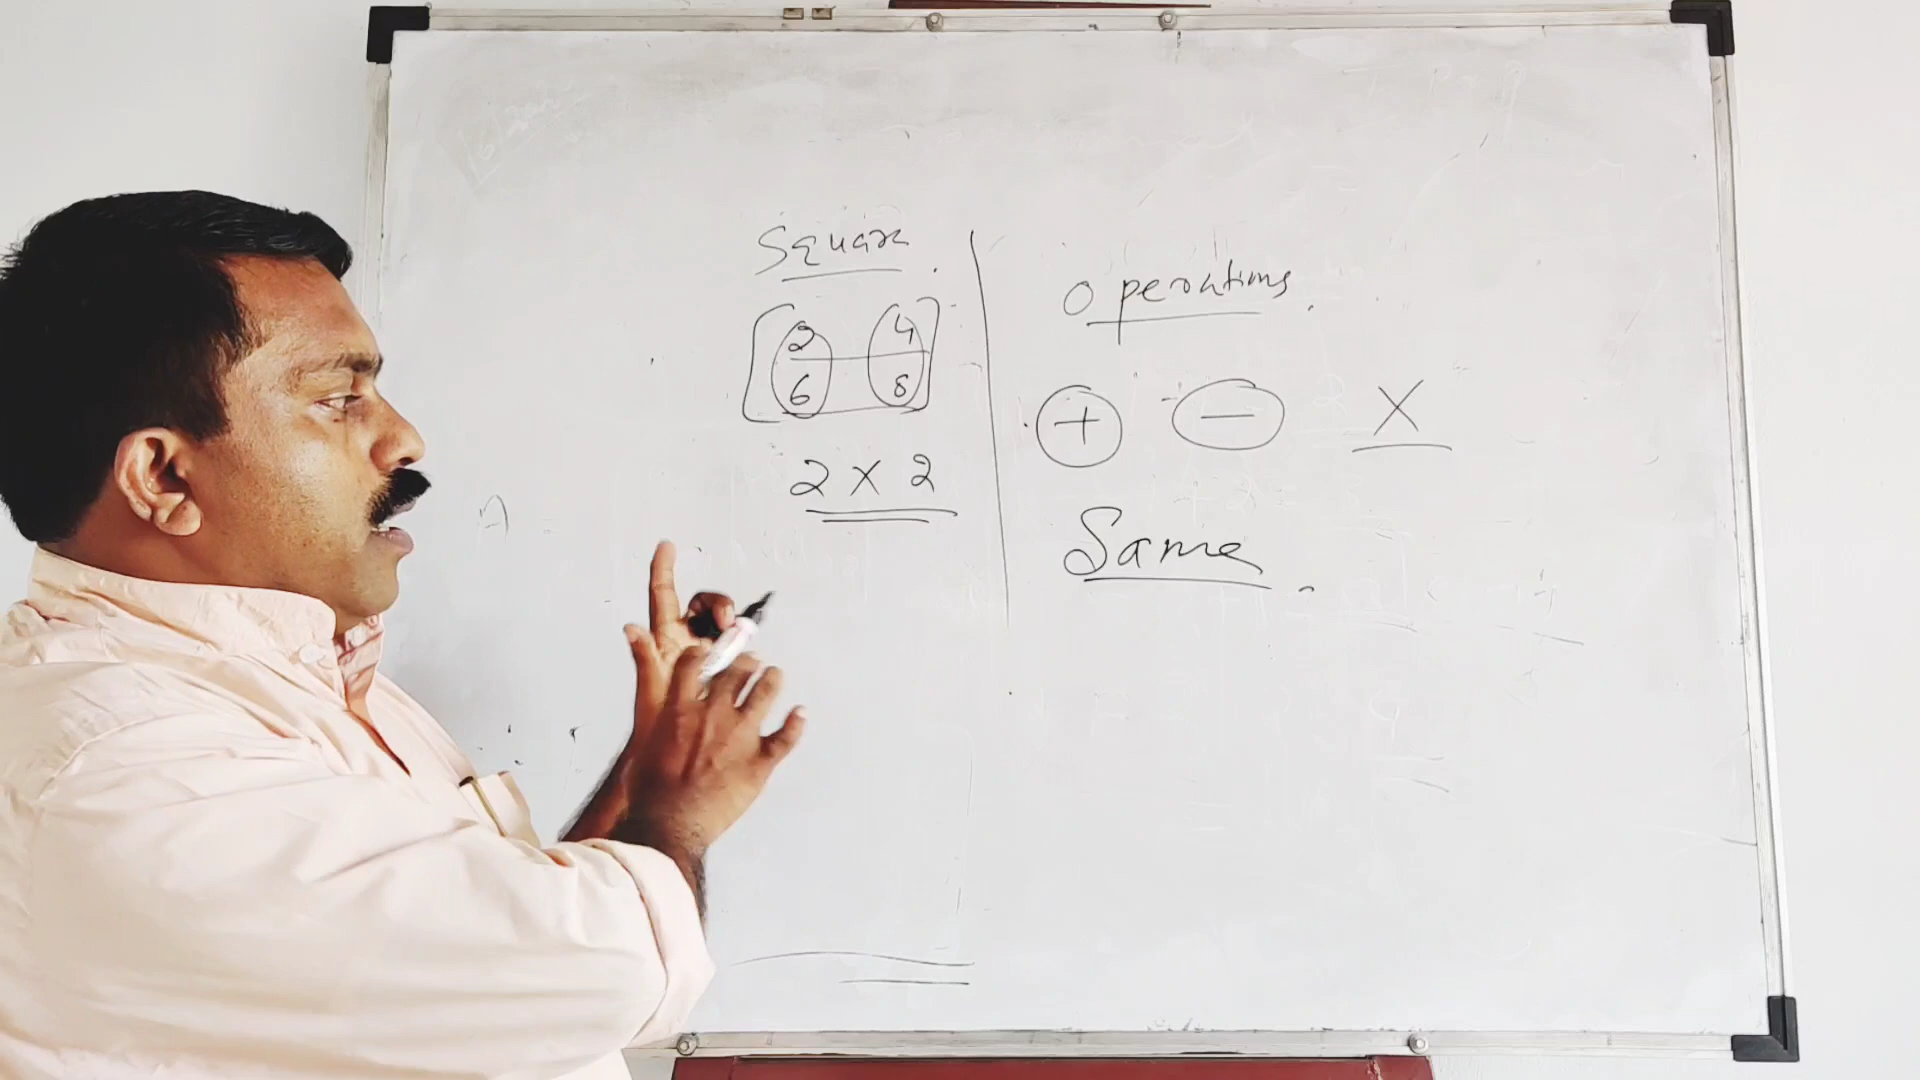 Square
2 4
6 8
2 x 2
Operations
+ - x
Same
A =